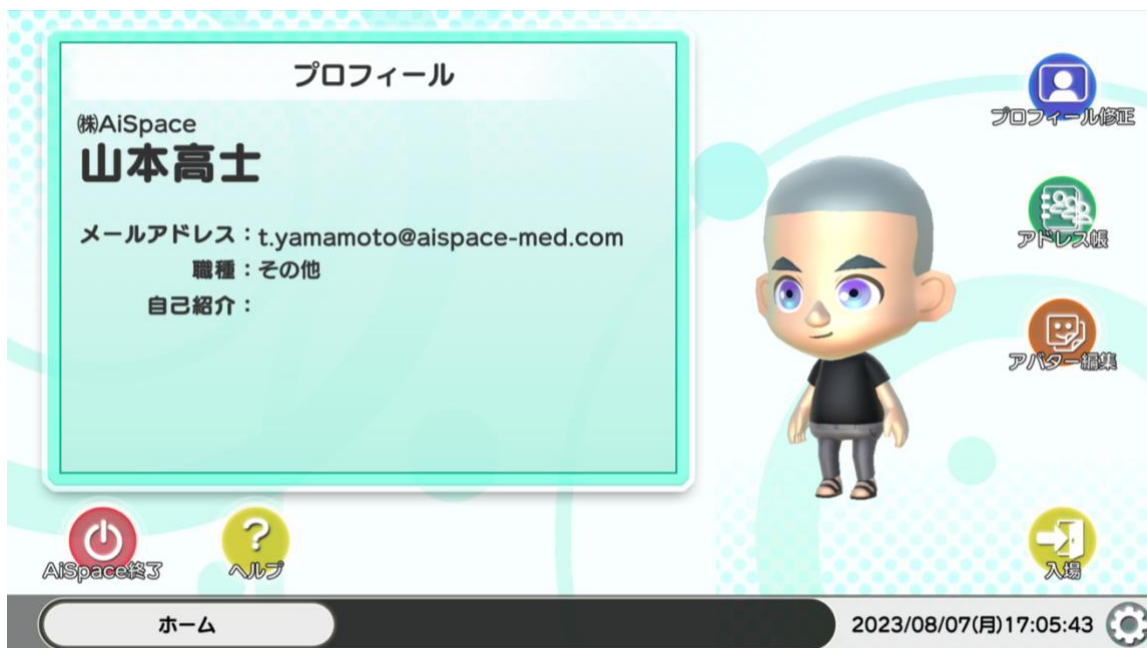 プロフィール
㈱AiSpace
山本高士
メールアドレス：t.yamamoto@aispace-med.com
職種：その他
自己紹介：
プロフィール修正
アドレス帳
アバター編集
AiSpace終了
?
ヘルプ
入場
ホーム
2023/08/07(月)17:05:43